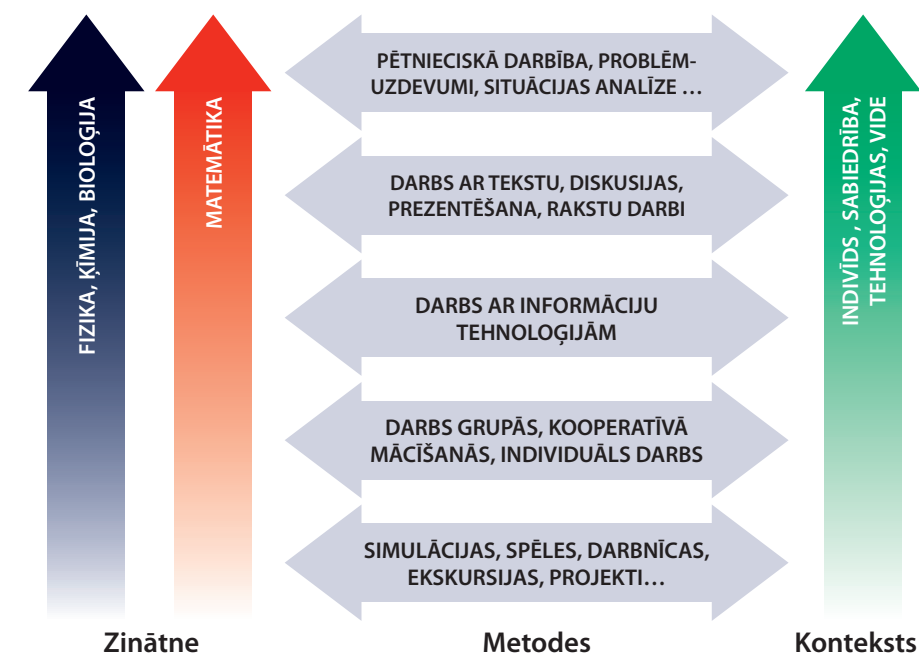 FIZIKA, ĶĪMIJA, BIOLOĢIJA
MATEMĀTIKA
PĒTNIECISKĀ DARBĪBA, PROBLĒM-
UZDEVUMI, SITUĀCIJAS ANALĪZE …
DARBS AR TEKSTU, DISKUSIJAS,
PREZENTĒŠANA, RAKSTU DARBI
DARBS AR INFORMĀCIJU
TEHNOLOĢIJĀM
DARBS GRUPĀS, KOOPERATĪVĀ
MĀCĪŠANĀS, INDIVIDUĀLS DARBS
SIMULĀCIJAS, SPĒLES, DARBNĪCAS,
EKSKURSIJAS, PROJEKTI…
INDIVĪDS , SABIEDRĪBA,
TEHNOLOĢIJAS, VIDE
Zinātne
Metodes
Konteksts